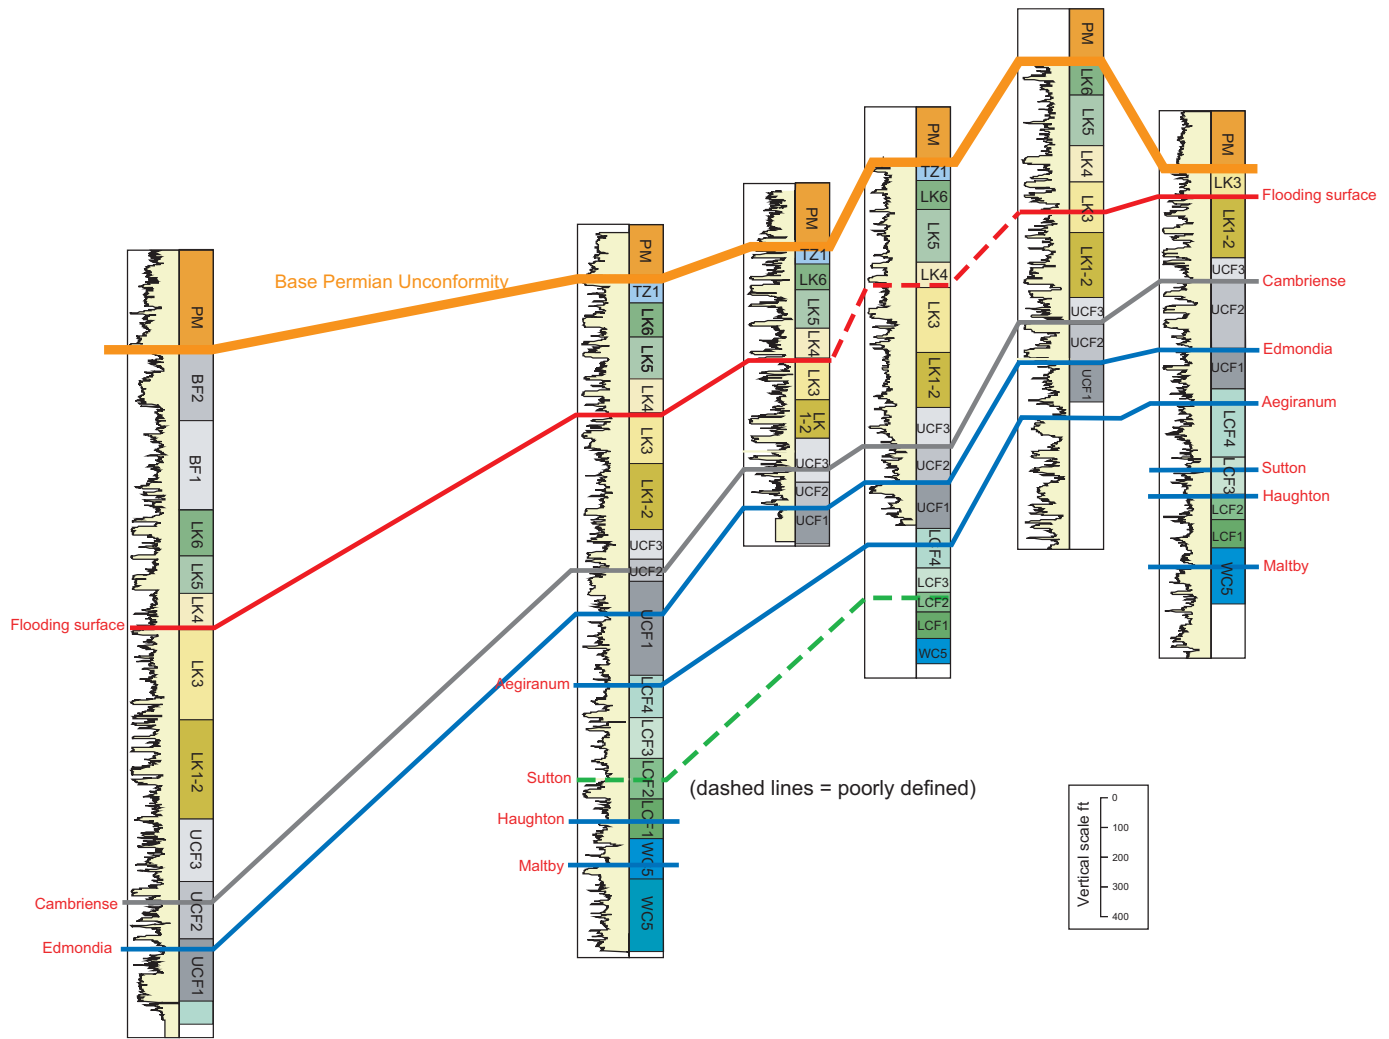 Base Permian Unconformity
(dashed lines = poorly defined)
PM
BF2
BF1
LK6
LK5
LK4
LK3
LK1-2
UCF3
UCF2
UCF1
Flooding surface
Cambriense
Edmondia
PM
TZ1
LK6
LK5
LK4
LK3
LK1-2
UCF3
UCF2
UCF1
LCF4
LCF3
LCF2
LCF1
WC5
WC5
Aegiranum
Sutton
Haughton
Maltby
PM
TZ1
LK6
LK5
LK4
LK3
LK
1-2
UCF3
UCF2
UCF1
PM
TZ1
LK6
LK5
LK4
LK3
LK1-2
UCF3
UCF2
UCF1
LCF4
LCF3
LCF2
LCF1
WC5
PM
LK6
LK5
LK4
LK3
LK1-2
UCF3
UCF2
UCF1
PM
LK3
LK1-2
UCF3
UCF2
UCF1
LCF4
LCF3
LCF2
LCF1
WC5
Flooding surface
Cambriense
Edmondia
Aegiranum
Sutton
Haughton
Maltby
Vertical scale ft
0
100
200
300
400